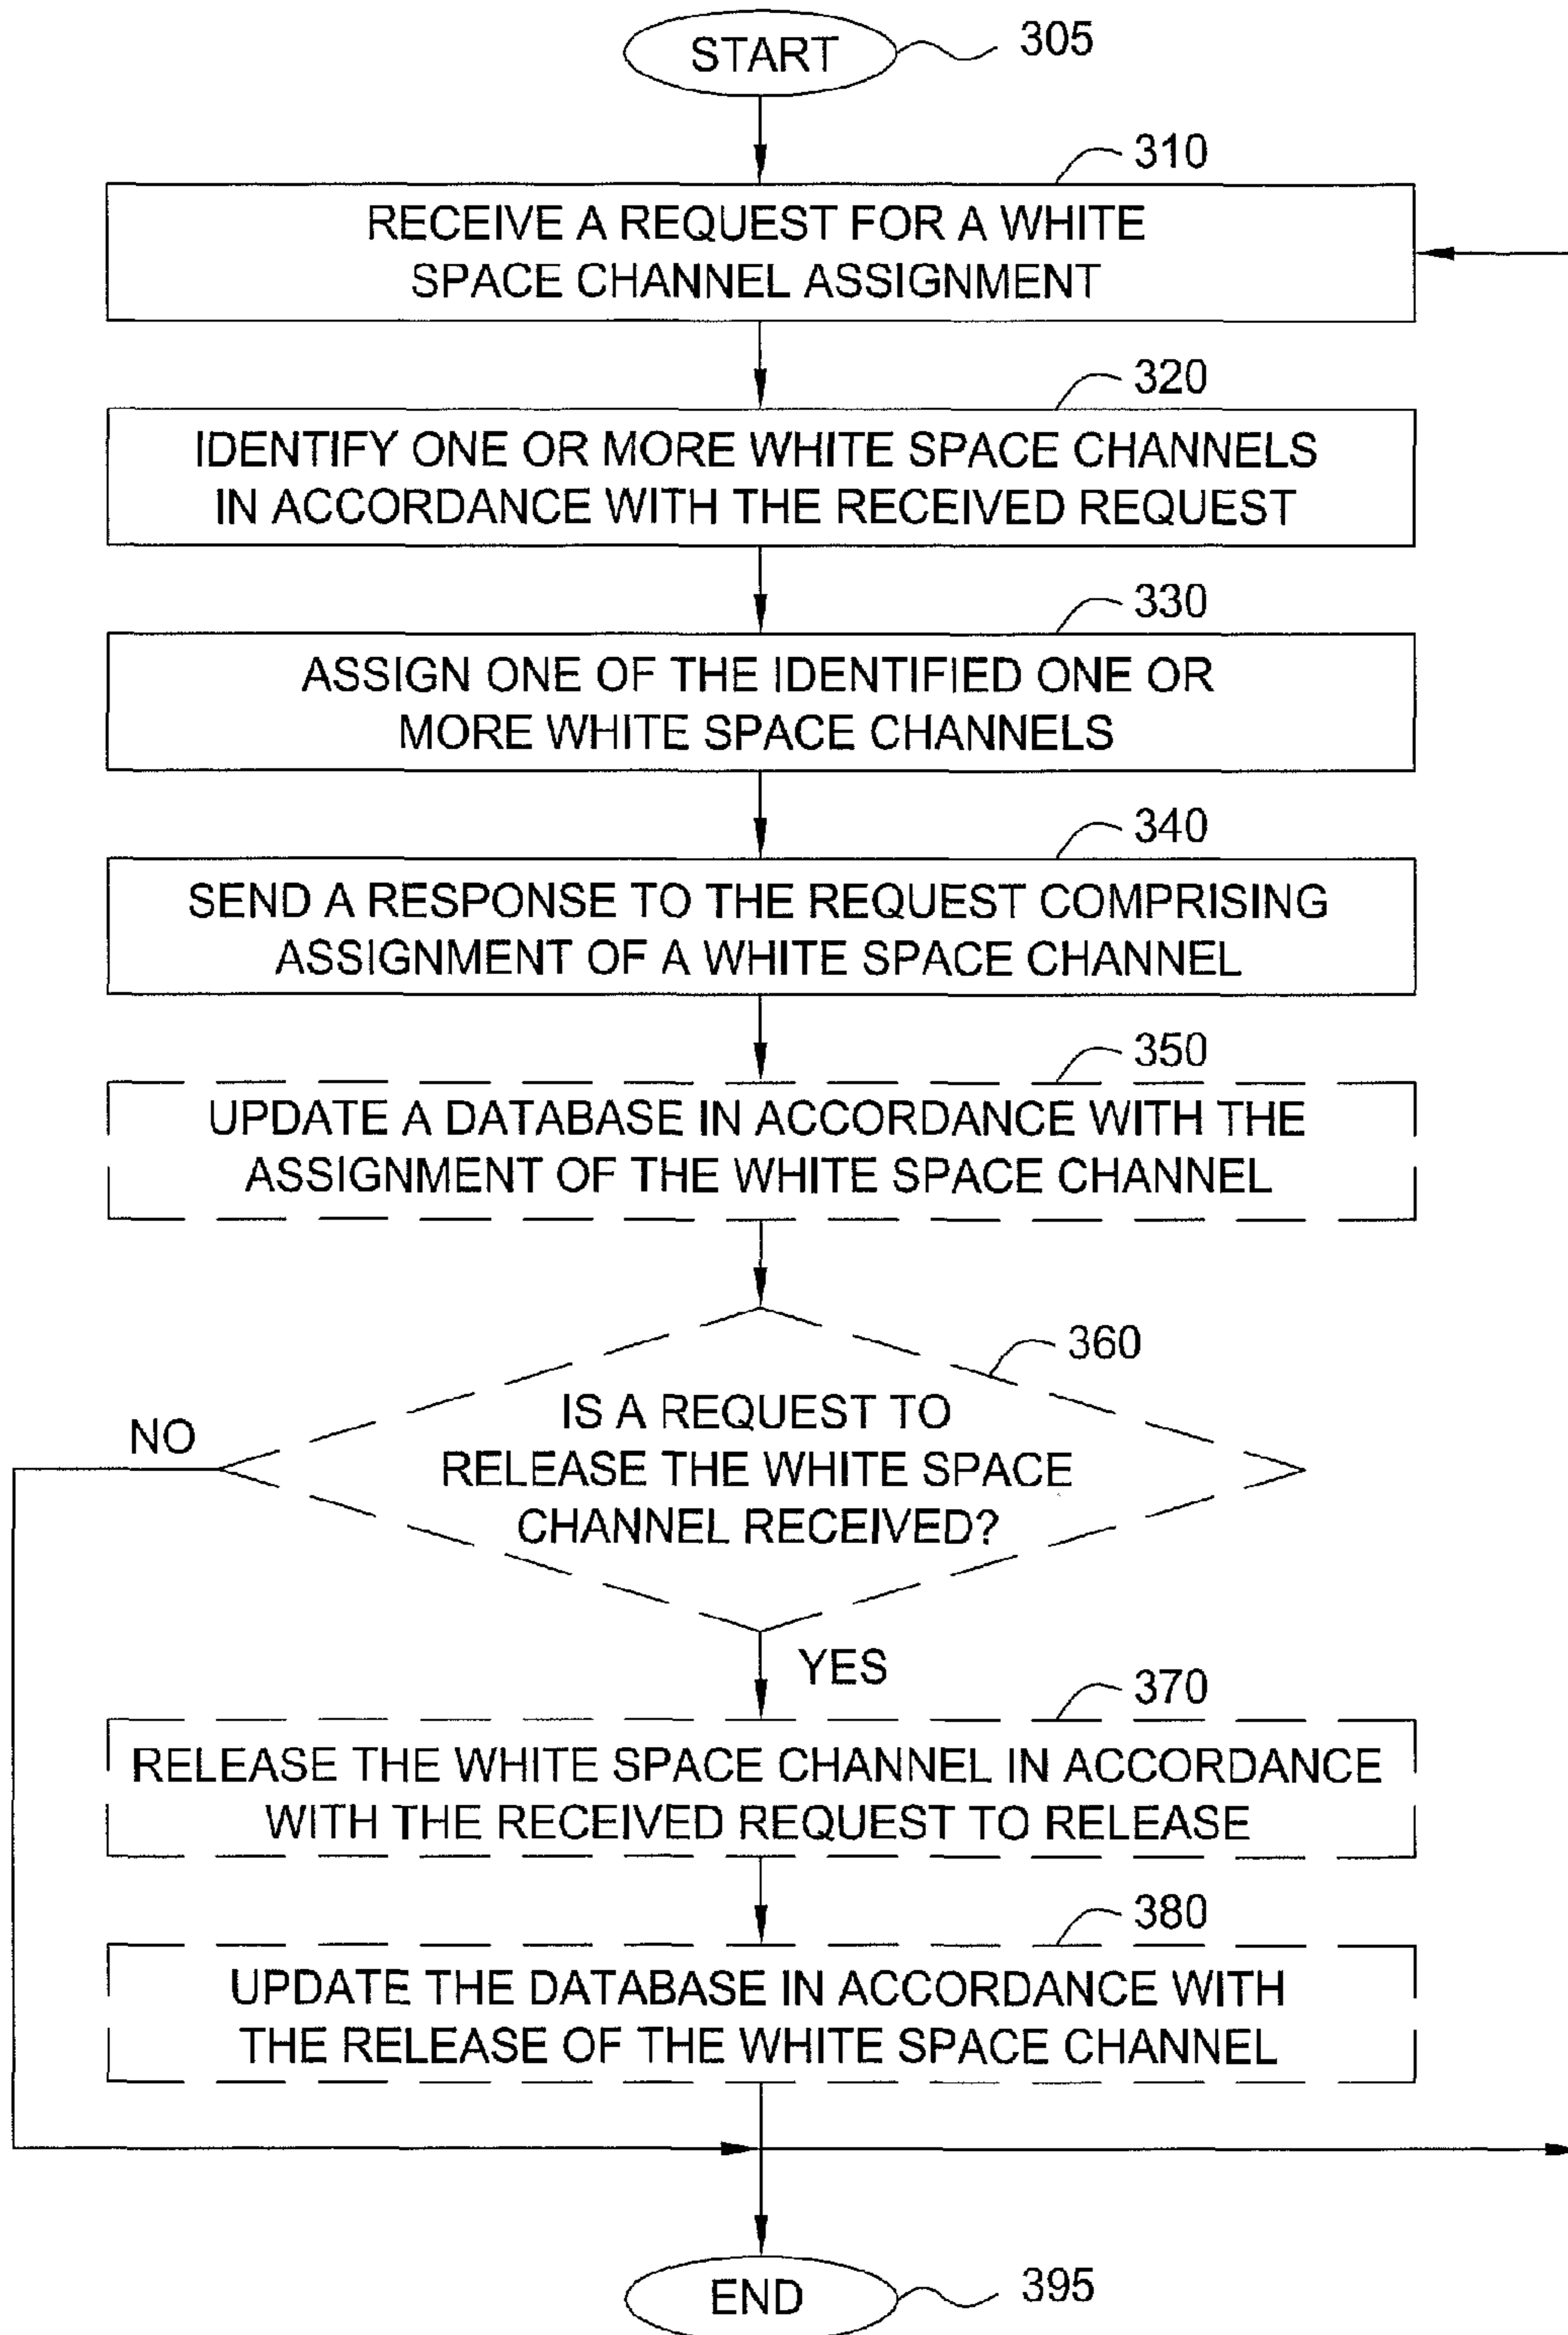 START
305
310
RECEIVE A REQUEST FOR A WHITE
SPACE CHANNEL ASSIGNMENT
320
IDENTIFY ONE OR MORE WHITE SPACE CHANNELS
IN ACCORDANCE WITH THE RECEIVED REQUEST
330
ASSIGN ONE OF THE IDENTIFIED ONE OR
MORE WHITE SPACE CHANNELS
340
SEND A RESPONSE TO THE REQUEST COMPRISING
ASSIGNMENT OF A WHITE SPACE CHANNEL
350
UPDATE A DATABASE IN ACCORDANCE WITH THE
ASSIGNMENT OF THE WHITE SPACE CHANNEL
360
IS A REQUEST TO
RELEASE THE WHITE SPACE
CHANNEL RECEIVED?
NO
YES
370
RELEASE THE WHITE SPACE CHANNEL IN ACCORDANCE
WITH THE RECEIVED REQUEST TO RELEASE
380
UPDATE THE DATABASE IN ACCORDANCE WITH
THE RELEASE OF THE WHITE SPACE CHANNEL
END
395